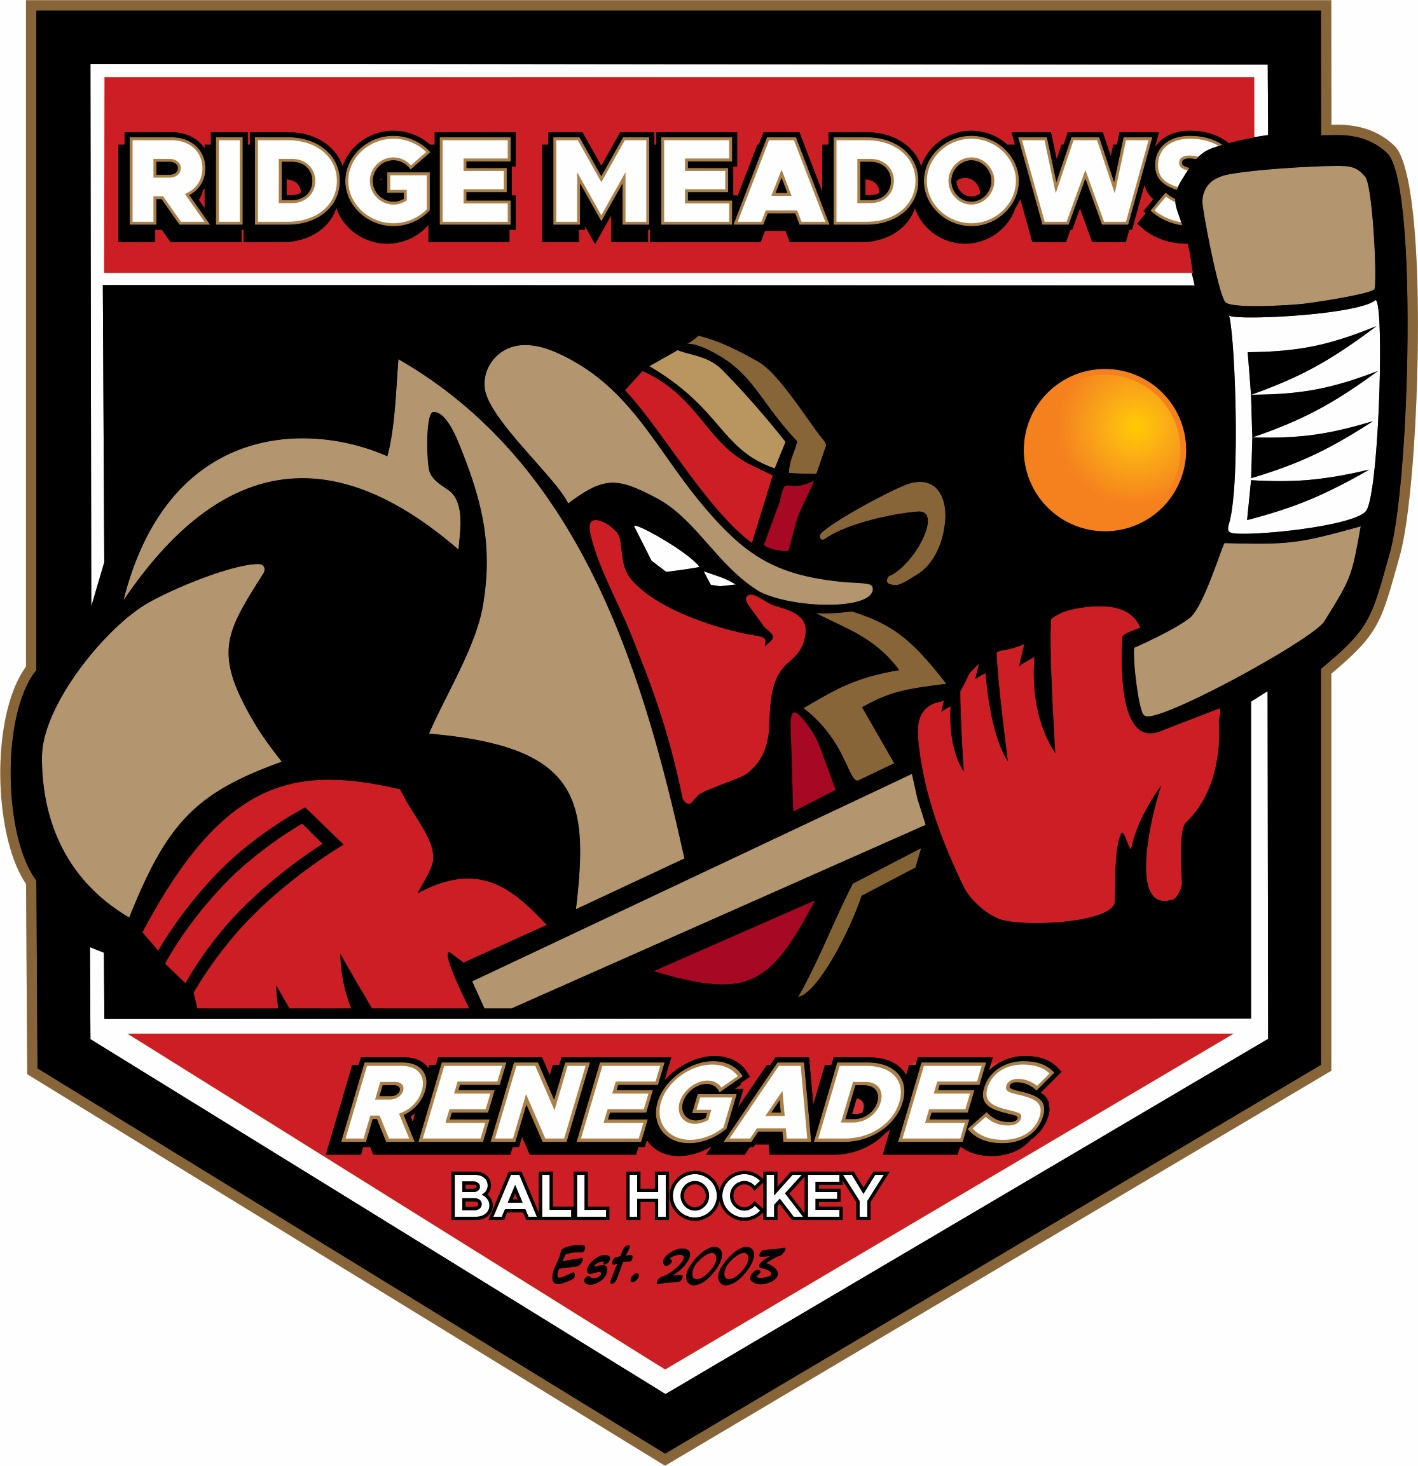 RIDGE MEADOWS
RENEGADES
BALL HOCKEY
Est. 2003